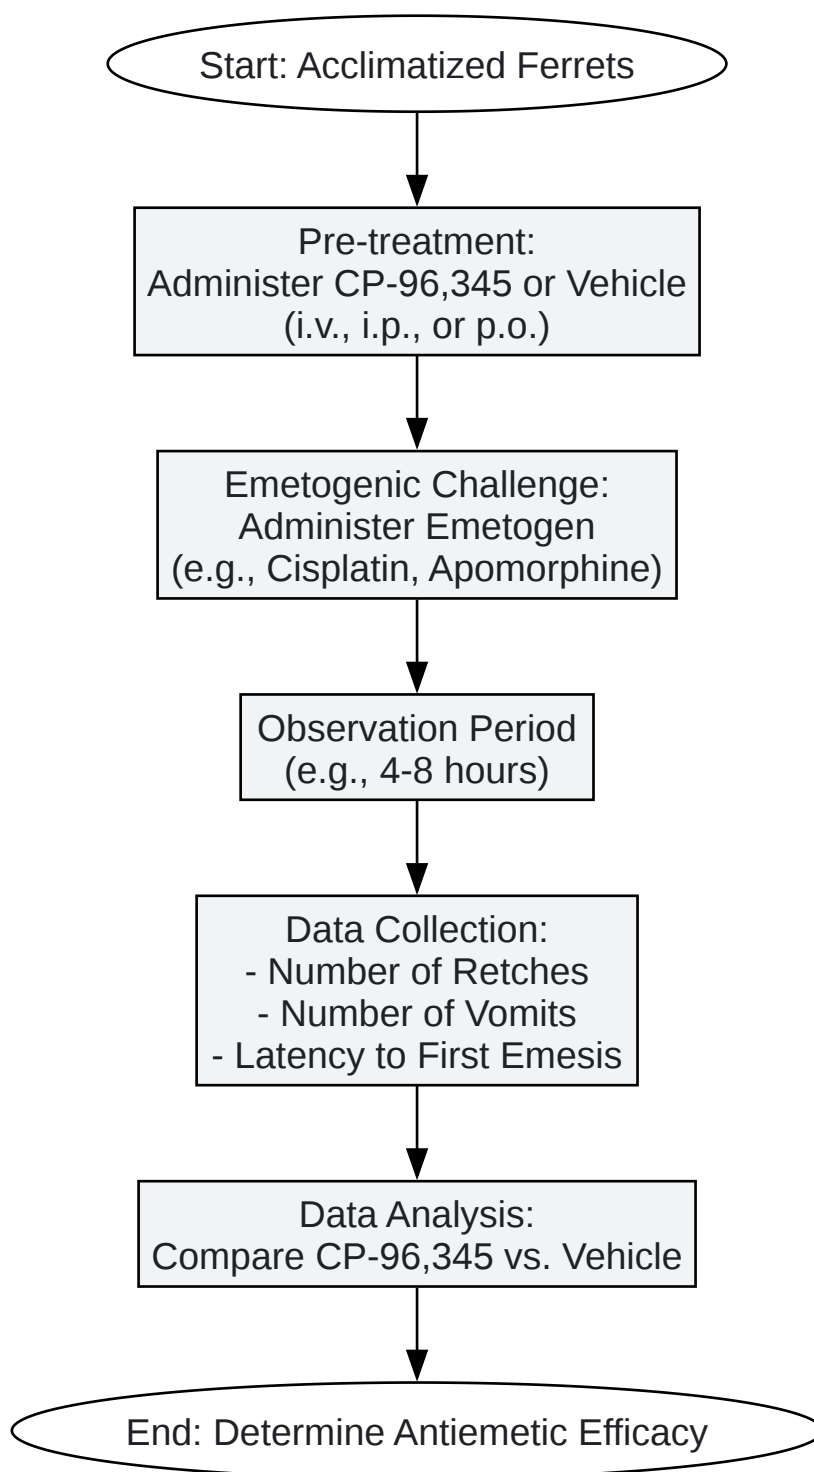 Start: Acclimatized Ferrets
Pre-treatment:
Administer CP-96,345 or Vehicle
(i.v., i.p., or p.o.)
Emetogenic Challenge:
Administer Emetogen
(e.g., Cisplatin, Apomorphine)
Observation Period
(e.g., 4-8 hours)
Data Collection:
- Number of Retches
- Number of Vomits
- Latency to First Emesis
Data Analysis:
Compare CP-96,345 vs. Vehicle
End: Determine Antiemetic Efficacy